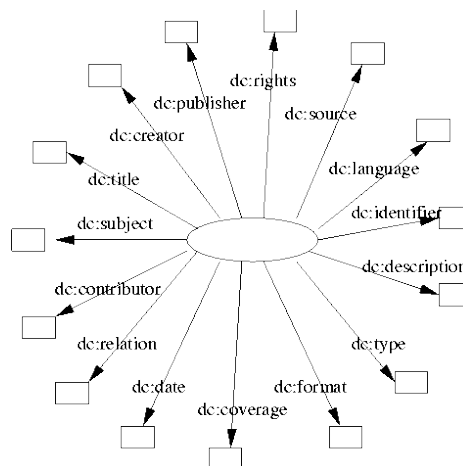 dc:rights
dc:publisher
dc:source
dc:creator
dc:language
dc:title
dc:identifier
dc:subject
dc:description
dc:contributor
dc:relation
dc:type
dc:date
dc:format
dc:coverage